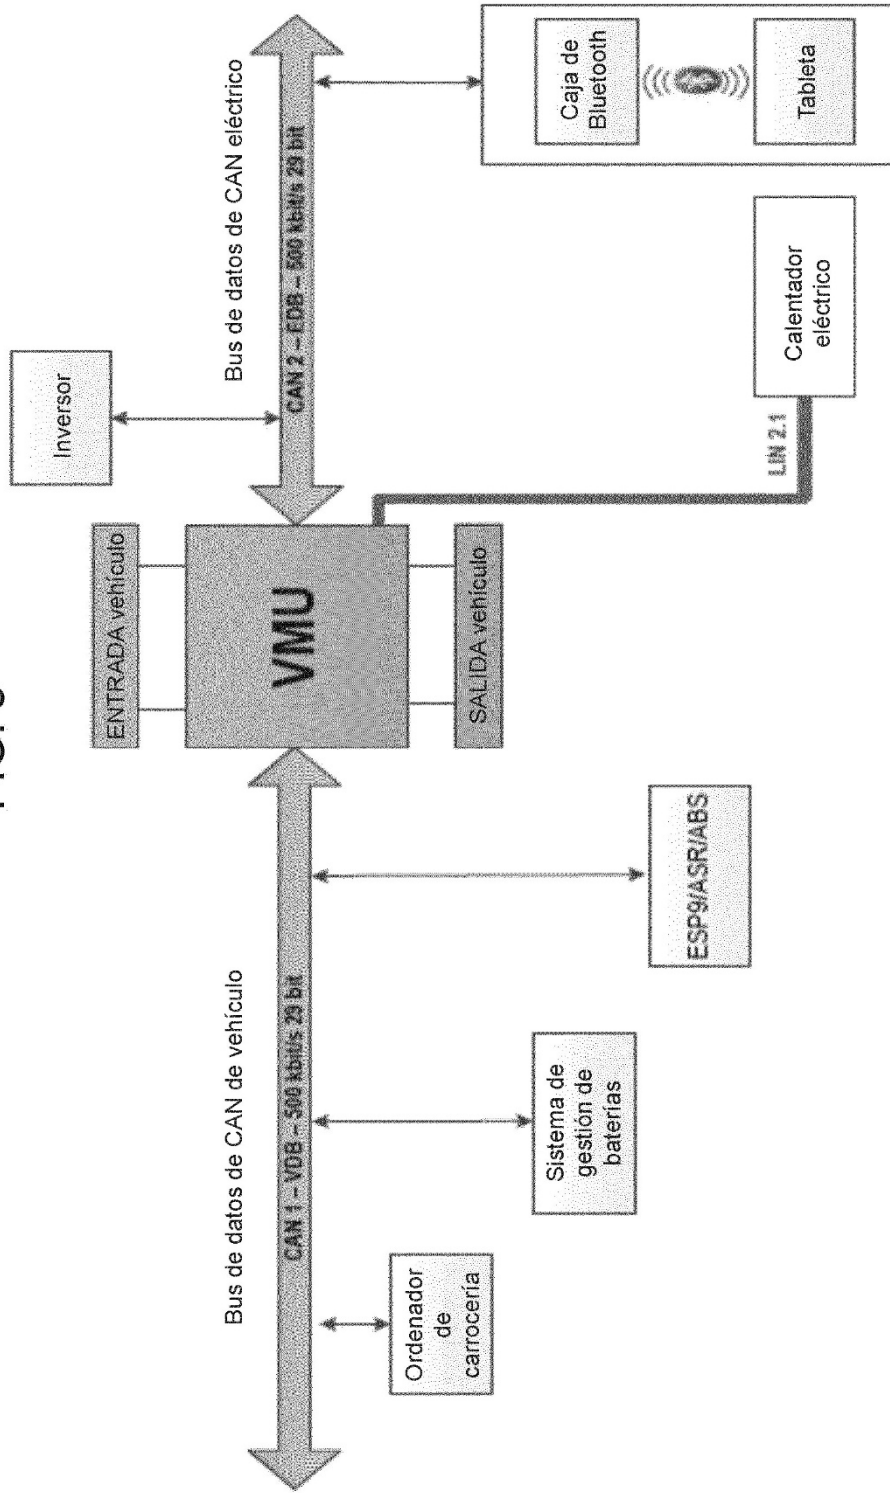 Bus de datos de CAN de vehículo
CAN 1 – VDB – 500 kbit/s 29 bit
Ordenador
de
carrocería
Sistema de
gestión de
baterías
ESP9/ASR/ABS
ENTRADA vehículo
VMU
SALIDA vehículo
Inversor
Bus de datos de CAN eléctrico
CAN 2 – EDB – 500 kbit/s 29 bit
LIN 2.1
Calentador
eléctrico
Caja de
Bluetooth
Tableta